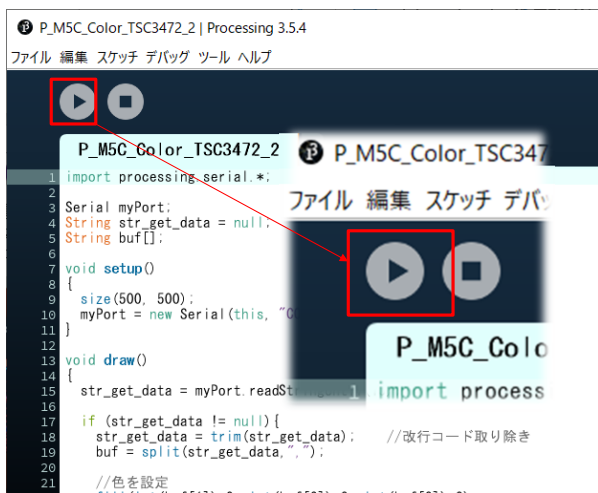 P_M5C_Color_TSC3472_2 | Processing 3.5.4
ファイル 編集 スケッチ デバッグ ツール ヘルプ
P_M5C_Color_TSC3472_2
1 import processing.serial.*;
2
3 Serial myPort;
4 String str_get_data = null;
5 String buf[];
6
7 void setup()
8 {
9 size(500, 500);
10 myPort = new Serial(this,
11 }
12
13 void draw()
14 {
15 str_get_data = myPort.readSt
16
17 if (str_get_data != null){
18 str_get_data = trim(str_get_data); //改行コード取り除き
19 buf = split(str_get_data,",");
20
21 //色を設定
P_M5C_Color_TSC347
ファイル 編集 スケッチ デバ
P_M5C_Colo
1 import process